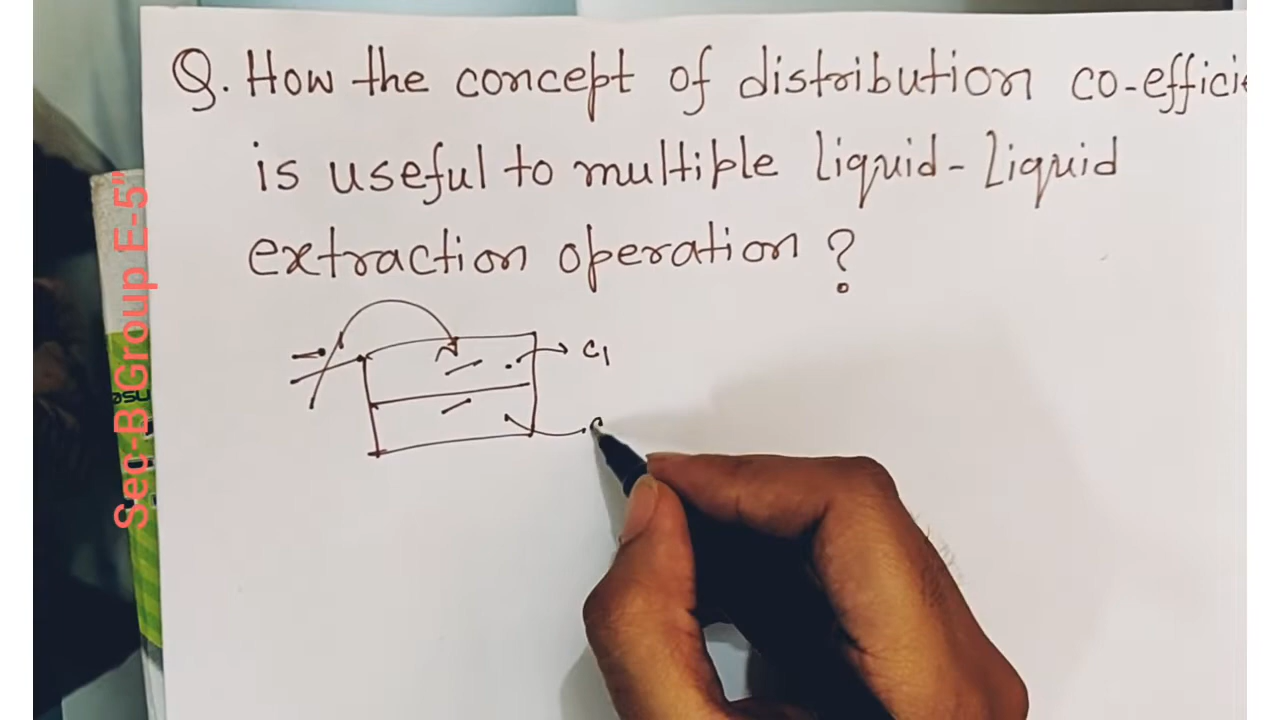 Q. How the concept of distribution co-effici
is useful to multiple liquid-liquid
extraction operation ?
C1
Sec-B Group E-5"